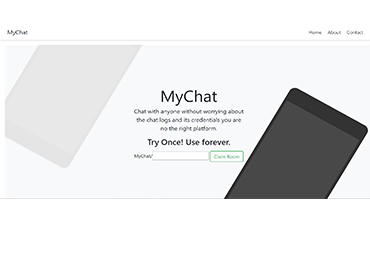 MyChat
Home About Contact
MyChat
Chat with anyone without worrying about
the chat logs and its credentials you are
no the right platform.
Try Once! Use forever.
MyChats/
Claim Room